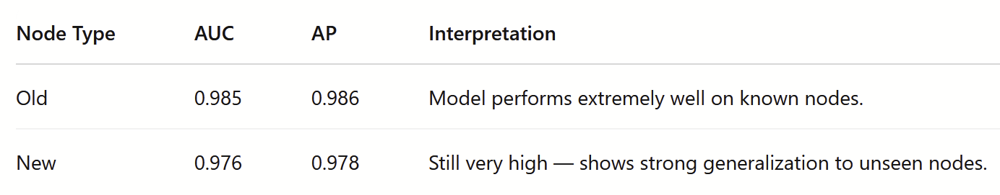 Node Type AUC AP Interpretation
Old 0.985 0.986 Model performs extremely well on known nodes.
New 0.976 0.978 Still very high — shows strong generalization to unseen nodes.